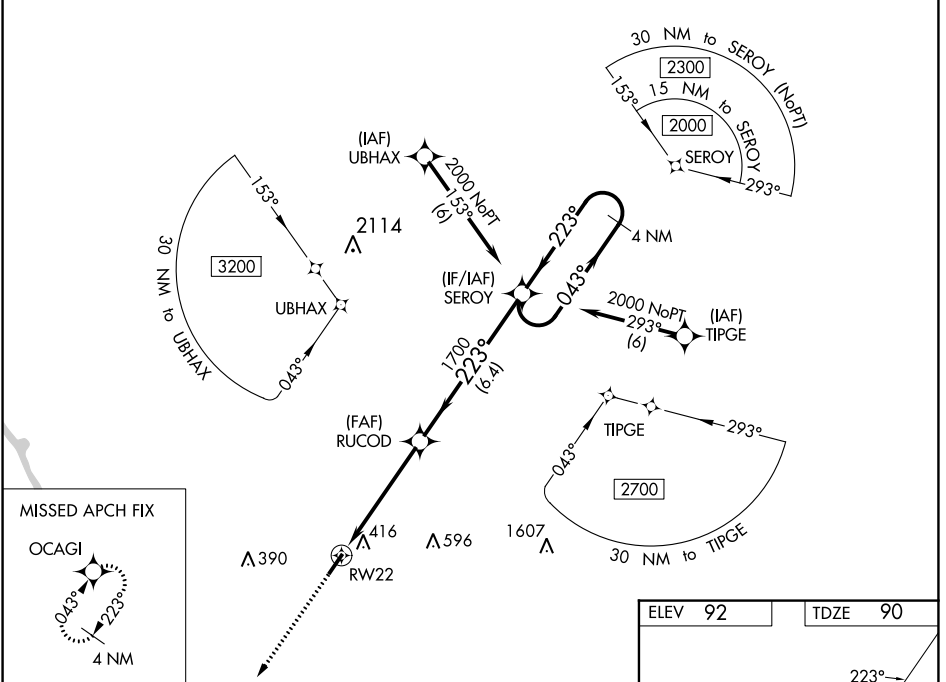 30 NM to SEROY (NoPT)
2300
15 NM to SEROY
2000
153°
SEROY
293°
(IAF)
UBHAX
2000 NoPT
153°
(6)
153°
2114
30 NM to UBHAX
3200
UBHAX
043°
223°
4 NM
043°
(IF/IAF)
SEROY
2000 NoPT
293°
(6)
(IAF)
TIPGE
1700
223°
(6.4)
(FAF)
RUCOD
TIPGE
293°
043°
2700
30 NM to TIPGE
MISSED APCH FIX
OCAGI
043°
223°
4 NM
390
416
596
1607
RW22
ELEV 92
TDZE 90
223°